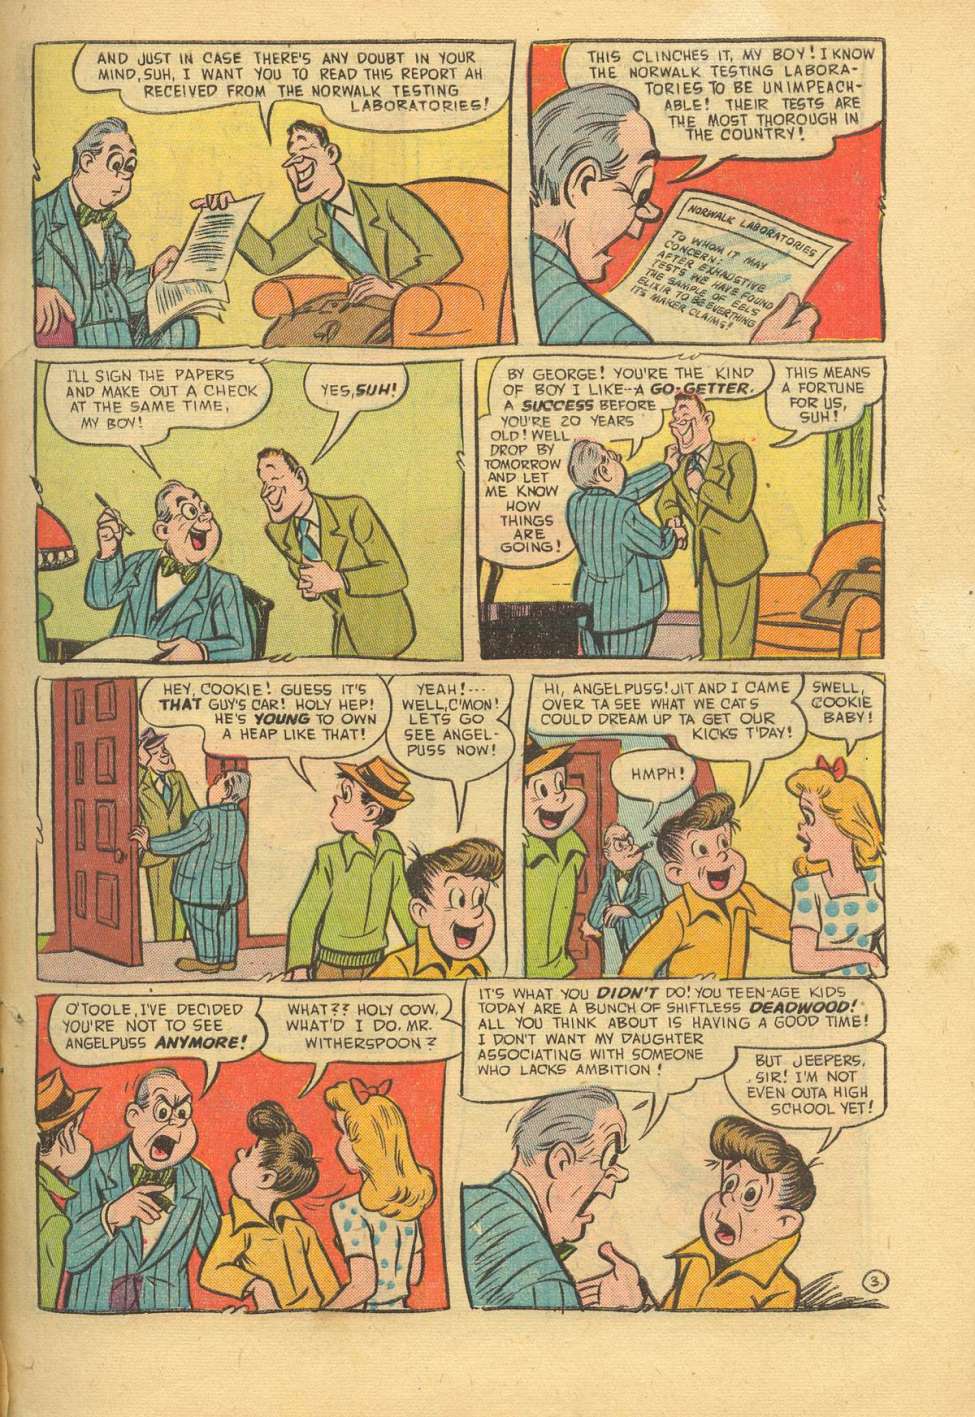 AND JUST IN CASE THERE'S ANY DOUBT IN YOUR
MIND, SUH, I WANT YOU TO READ THIS REPORT AH
RECEIVED FROM THE NORWALK TESTING
LABORATORIES!
THIS CLINCHES IT, MY BOY! I KNOW
THE NORWALK TESTING LABORA-
TORIES TO BE UNIMPEACH-
ABLE! THEIR TESTS ARE
THE MOST THOROUGH IN
THE COUNTRY!
NORWALK LABORATORIES
TO WHOM IT MAY
CONCERN:
AFTER EXHAUSTIVE
TESTS WE HAVE FOUND
THE SAMPLE OF EELS
ELIXIR TO BE EVERTHING
IT'S MAKER CLAIMS!
I'LL SIGN THE PAPERS
AND MAKE OUT A CHECK
AT THE SAME TIME,
MY BOY!
YES, SUH!
BY GEORGE! YOU'RE THE KIND
OF BOY I LIKE--A GO-GETTER.
A SUCCESS BEFORE
YOU'RE 20 YEARS
OLD! WELL
DROP BY
TOMORROW
AND LET
ME KNOW
HOW
THINGS
ARE
GOING!
THIS MEANS
A FORTUNE
FOR US,
SUH!
HEY, COOKIE! GUESS IT'S
THAT GUY'S CAR! HOLY HEP!
HE'S YOUNG TO OWN
A HEAP LIKE THAT!
YEAH!---
WELL, C'MON!
LETS GO
SEE ANGEL-
PUSS NOW!
HI, ANGELPUSS! JIT AND I CAME
OVER TA SEE WHAT WE CATS
COULD DREAM UP TA GET OUR
KICKS T'DAY!
HMPH!
SWELL,
COOKIE
BABY!
O'TOOLE, I'VE DECIDED
YOU'RE NOT TO SEE
ANGELPUSS ANYMORE!
WHAT?? HOLY COW,
WHAT'D I DO, MR.
WITHERSPOON?
IT'S WHAT YOU DIDN'T DO! YOU TEEN-AGE KIDS
TODAY ARE A BUNCH OF SHIFTLESS DEADWOOD!
ALL YOU THINK ABOUT IS HAVING A GOOD TIME!
I DON'T WANT MY DAUGHTER
ASSOCIATING WITH SOMEONE
WHO LACKS AMBITION!
BUT JEEPERS,
SIR! I'M NOT
EVEN OUTA HIGH
SCHOOL YET!
3.